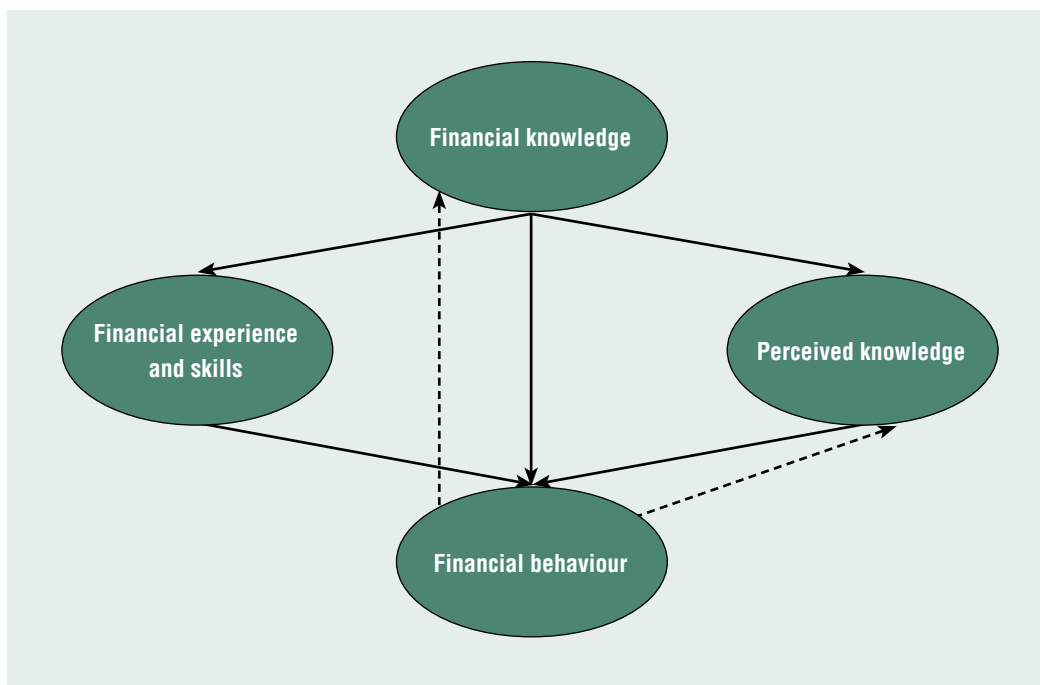 Financial knowledge
Financial experience
and skills
Perceived knowledge
Financial behaviour